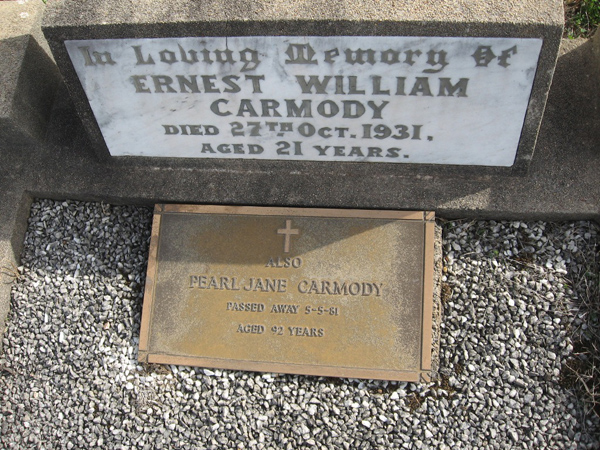 In Loving Memory Of
ERNEST WILLIAM
CARMODY
DIED 27TH OCT. 1931.
AGED 21 YEARS.
ALSO
PEARL JANE CARMODY
PASSED AWAY 5-5-81
AGED 92 YEARS